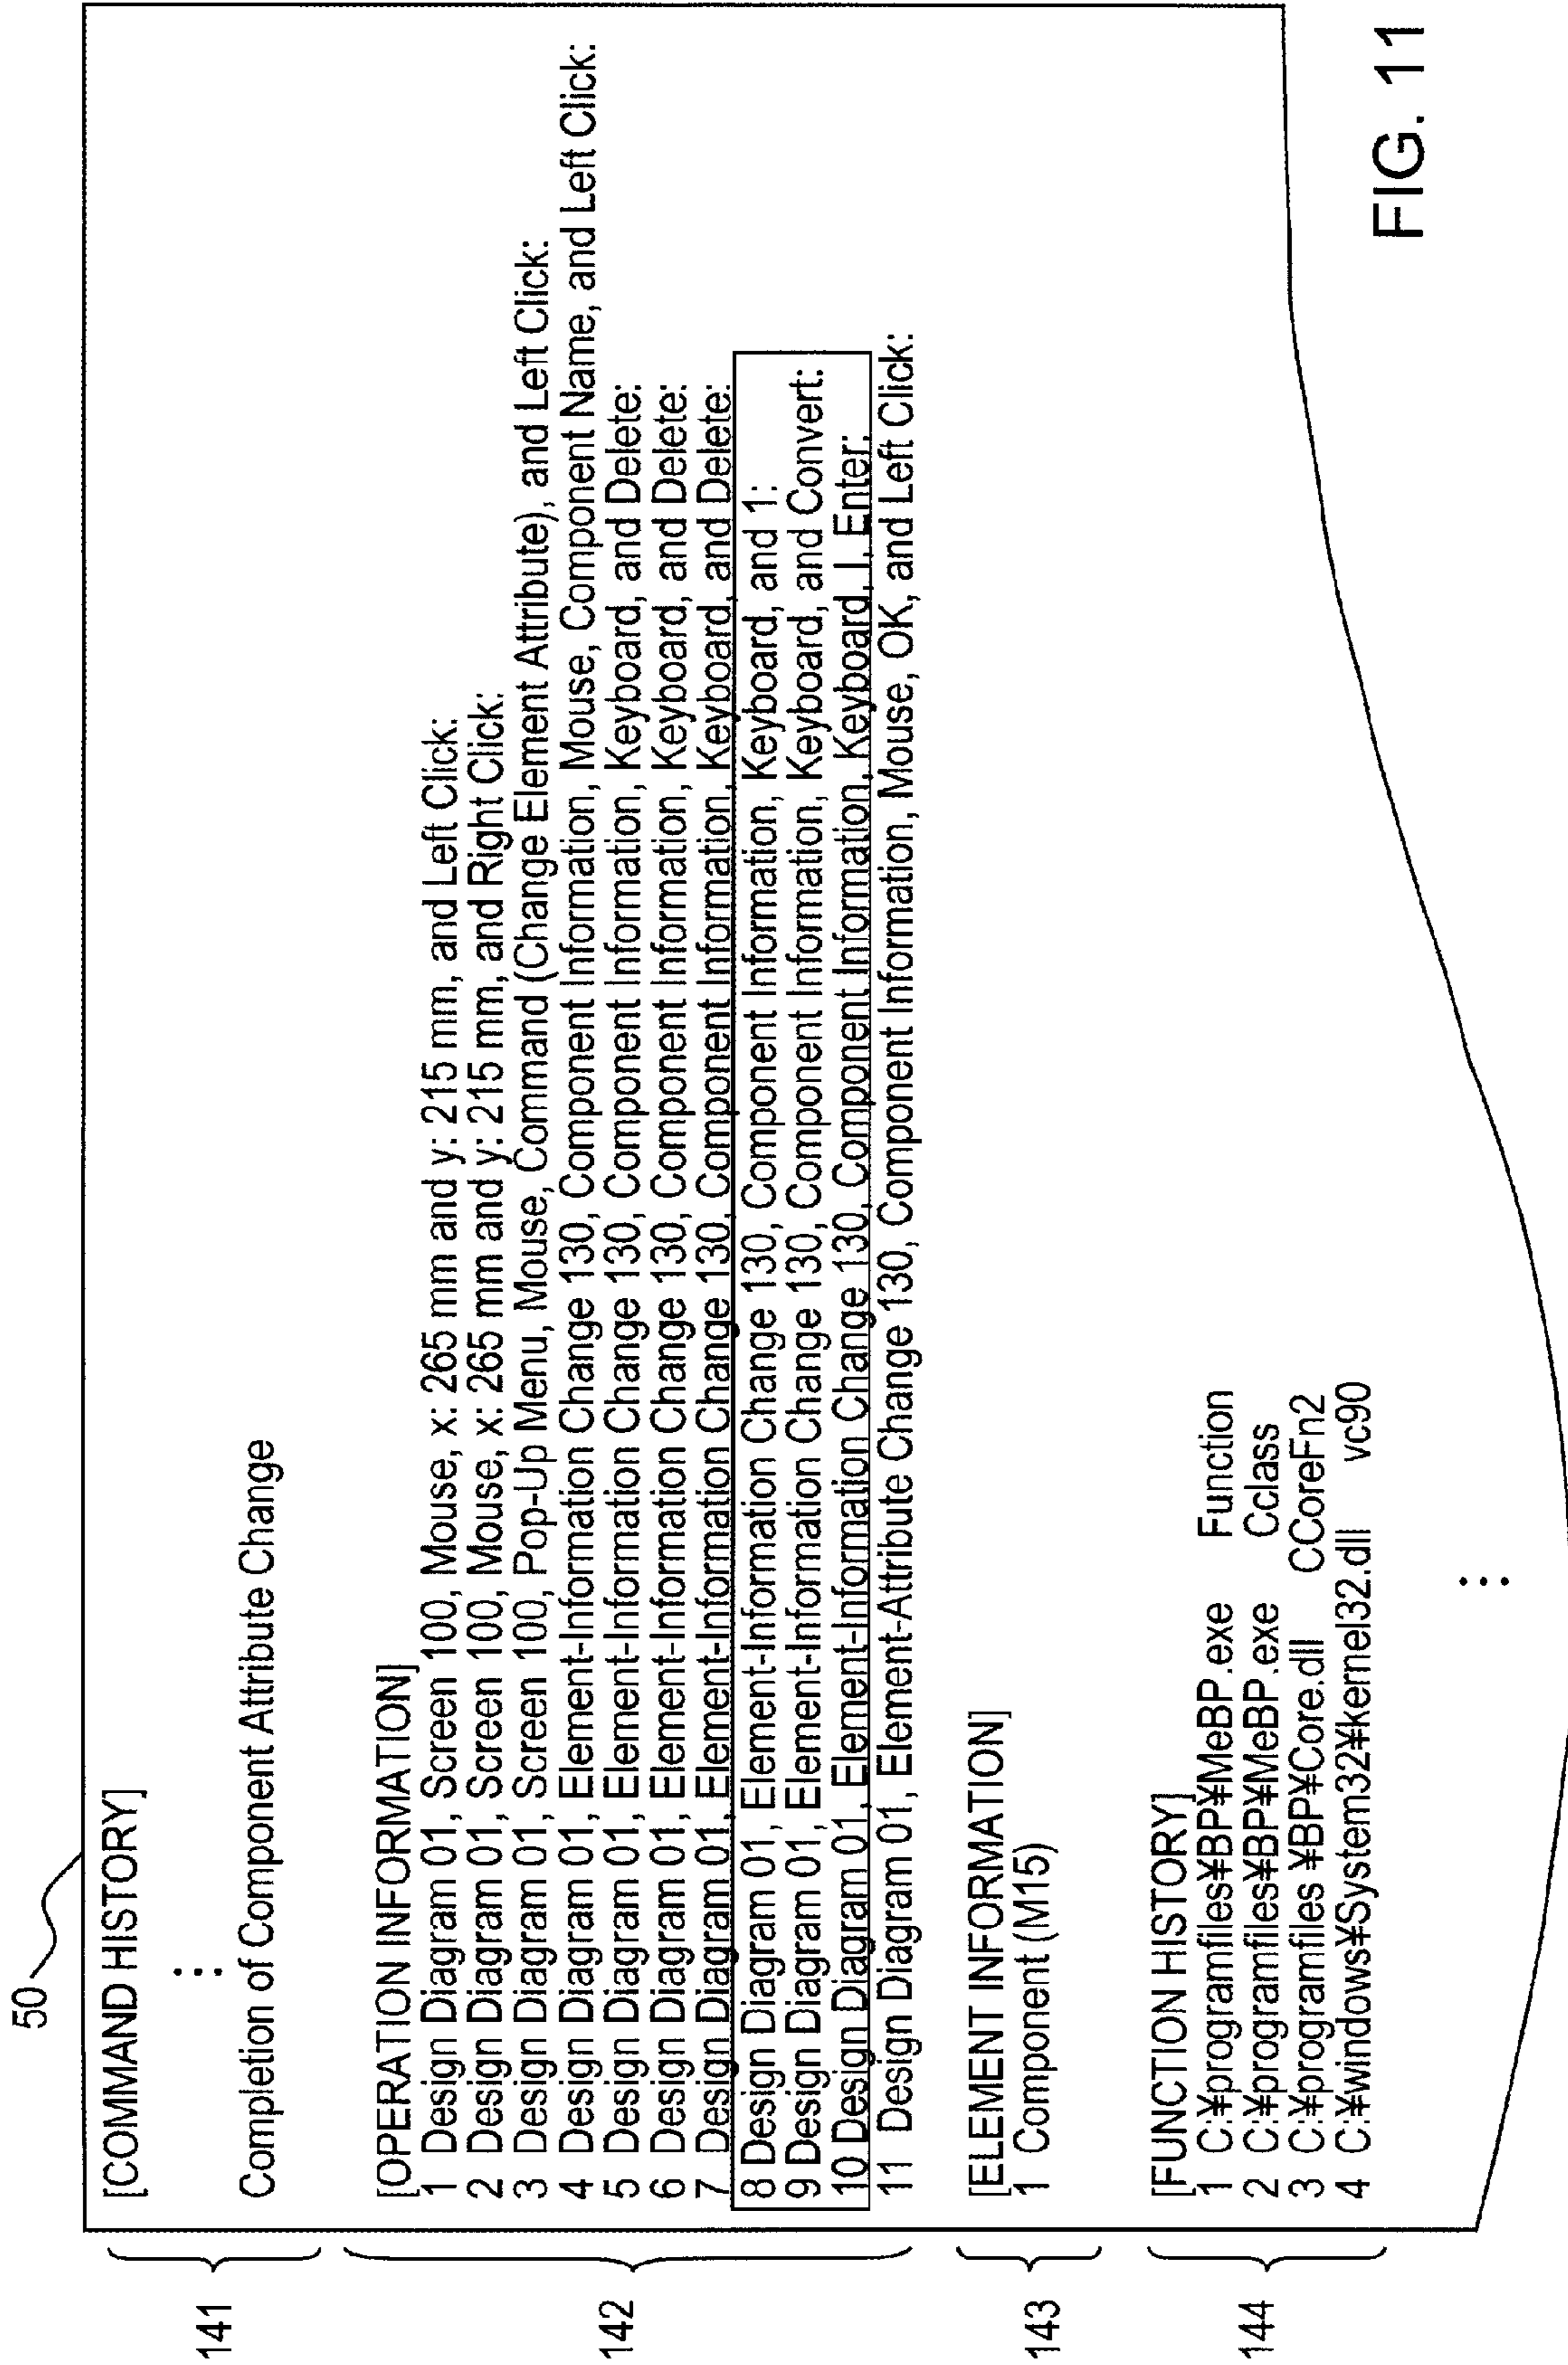 50
[COMMAND HISTORY]
⋮
Completion of Component Attribute Change
141
[OPERATION INFORMATION]
1 Design Diagram 01, Screen 100, Mouse, x: 265 mm and y: 215 mm, and Left Click:
2 Design Diagram 01, Screen 100, Mouse, x: 265 mm and y: 215 mm, and Right Click:
3 Design Diagram 01, Screen 100, Pop-Up Menu, Mouse, Command (Change Element Attribute), and Left Click:
4 Design Diagram 01, Element-Information Change 130, Component Information, Mouse, Component Name, and Left Click:
5 Design Diagram 01, Element-Information Change 130, Component Information, Keyboard, and Delete:
6 Design Diagram 01, Element-Information Change 130, Component Information, Keyboard, and Delete:
7 Design Diagram 01, Element-Information Change 130, Component Information, Keyboard, and Delete:
8 Design Diagram 01, Element-Information Change 130, Component Information, Keyboard, and 1:
9 Design Diagram 01, Element-Information Change 130, Component Information, Keyboard, and Convert:
10 Design Diagram 01, Element-Information Change 130, Component Information, Keyboard, I, Enter:
11 Design Diagram 01, Element-Attribute Change 130, Component Information, Mouse, OK, and Left Click:
142
[ELEMENT INFORMATION]
1 Component (M15)
143
[FUNCTION HISTORY]
1 C:¥programfiles¥BP¥MeBP.exe Function
2 C:¥programfiles¥BP¥MeBP.exe Cclass
3 C:¥programfiles ¥BP¥Core.dll CCoreFn2
4 C:¥windows¥System32¥kernel32.dll vc90
144
⋮
FIG. 11